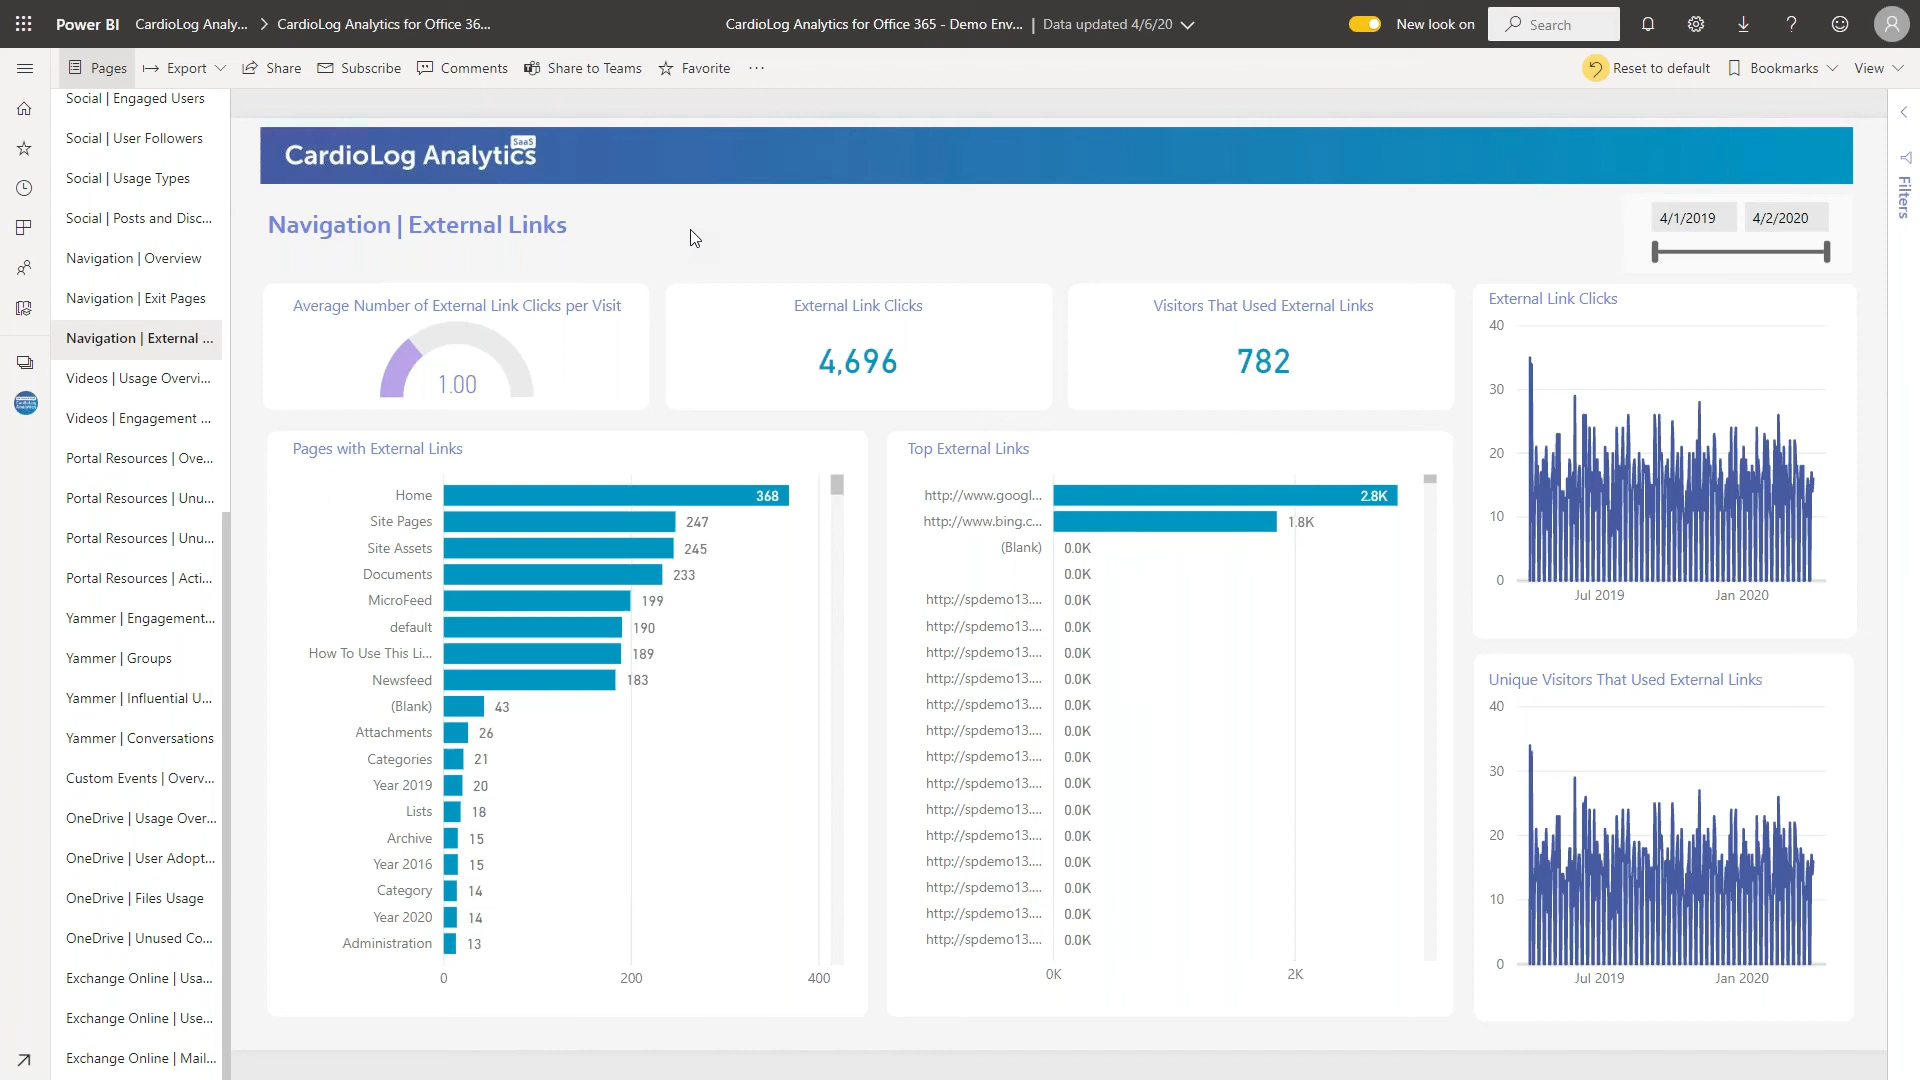 Power BI CardioLog Analy... CardioLog Analytics for Office 36... CardioLog Analytics for Office 365 - Demo Env... | Data updated 4/6/20 New look on Search
Pages Export Share Subscribe Comments Share to Teams Favorite ... Reset to default Bookmarks View
Social | Engaged Users
Social | User Followers
Social | Usage Types
Social | Posts and Disc...
Navigation | Overview
Navigation | Exit Pages
Navigation | External ...
Videos | Usage Overvi...
Videos | Engagement ...
Portal Resources | Ove...
Portal Resources | Unu...
Portal Resources | Unu...
Portal Resources | Acti...
Yammer | Engagement...
Yammer | Groups
Yammer | Influential U...
Yammer | Conversations
Custom Events | Overv...
OneDrive | Usage Over...
OneDrive | User Adopt...
OneDrive | Files Usage
OneDrive | Unused Co...
Exchange Online | Usa...
Exchange Online | Use...
Exchange Online | Mail...
CardioLog Analytics SaaS
Navigation | External Links
4/1/2019 4/2/2020
Filters
Average Number of External Link Clicks per Visit
1.00
External Link Clicks
4,696
Visitors That Used External Links
782
Pages with External Links
Home 368
Site Pages 247
Site Assets 245
Documents 233
MicroFeed 199
default 190
How To Use This Li... 189
Newsfeed 183
(Blank) 43
Attachments 26
Categories 21
Year 2019 20
Lists 18
Archive 15
Year 2016 15
Category 14
Year 2020 14
Administration 13
0 200 400
Top External Links
http://www.googl... 2.8K
http://www.bing.c... 1.8K
(Blank) 0.0K
0.0K
http://spdemo13.... 0.0K
http://spdemo13.... 0.0K
http://spdemo13.... 0.0K
http://spdemo13.... 0.0K
http://spdemo13.... 0.0K
http://spdemo13.... 0.0K
http://spdemo13.... 0.0K
http://spdemo13.... 0.0K
http://spdemo13.... 0.0K
http://spdemo13.... 0.0K
http://spdemo13.... 0.0K
http://spdemo13.... 0.0K
http://spdemo13.... 0.0K
http://spdemo13.... 0.0K
0K 2K
External Link Clicks
40
30
20
10
0
Jul 2019 Jan 2020
Unique Visitors That Used External Links
40
30
20
10
0
Jul 2019 Jan 2020